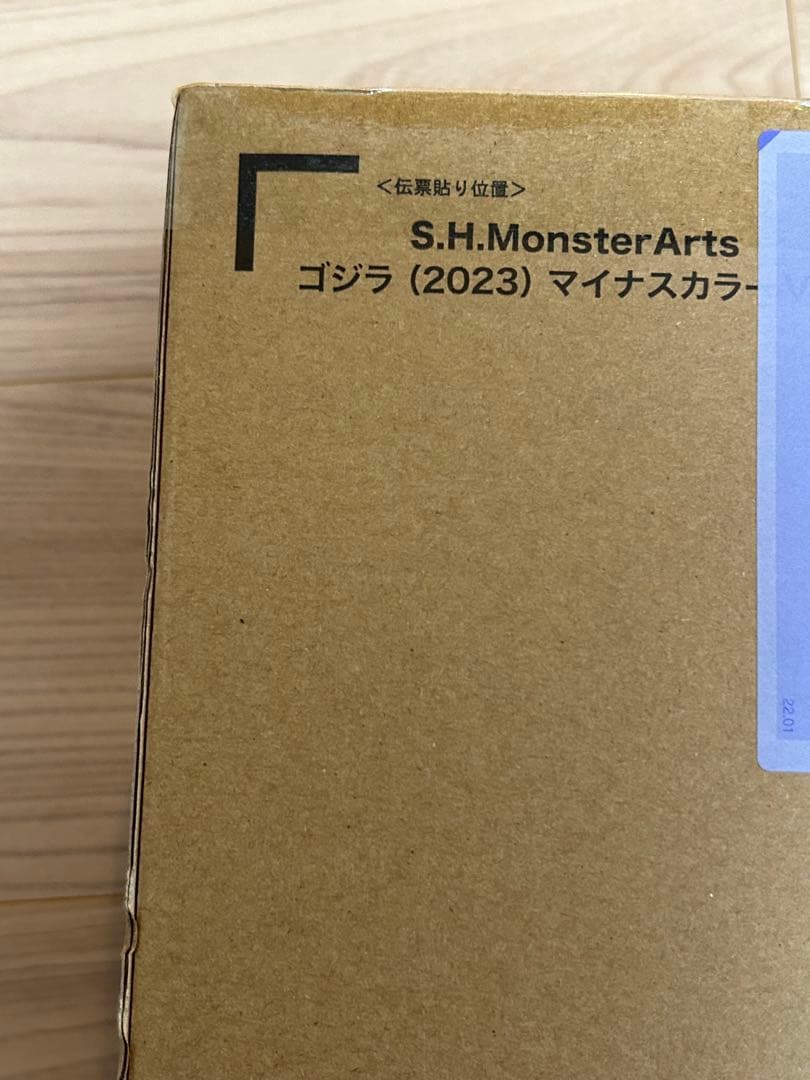 <伝票貼り位置>
S.H.MonsterArts
ゴジラ (2023) マイナスカラー
22.01